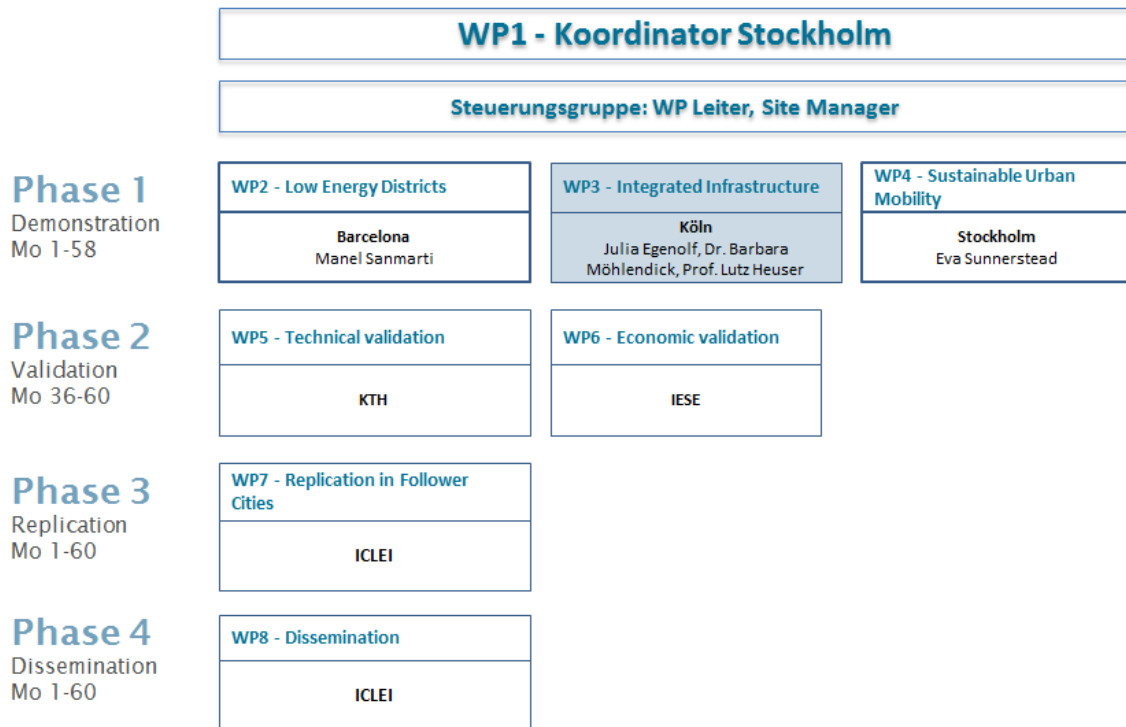 WP1 - Koordinator Stockholm
Steuerungsgruppe: WP Leiter, Site Manager
Phase 1
Demonstration
Mo 1-58
WP2 - Low Energy Districts
Barcelona
Manel Sanmarti
WP3 - Integrated Infrastructure
Köln
Julia Egenolf, Dr. Barbara
Möhlendick, Prof. Lutz Heuser
WP4 - Sustainable Urban
Mobility
Stockholm
Eva Sunnerstead
Phase 2
Validation
Mo 36-60
WP5 - Technical validation
KTH
WP6 - Economic validation
IESE
Phase 3
Replication
Mo 1-60
WP7 - Replication in Follower
Cities
ICLEI
Phase 4
Dissemination
Mo 1-60
WP8 - Dissemination
ICLEI